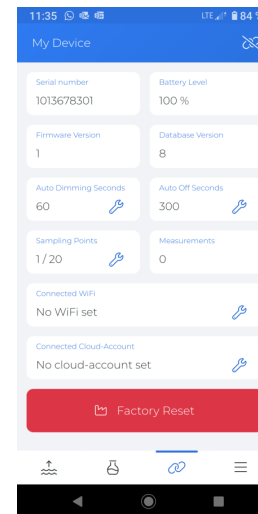 11:35 LTE 84 %
My Device
Serial number
1013678301
Battery Level
100 %
Firmware Version
1
Database Version
8
Auto Dimming Seconds
60
Auto Off Seconds
300
Sampling Points
1 / 20
Measurements
0
Connected WiFi
No WiFi set
Connected Cloud-Account
No cloud-account set
Factory Reset